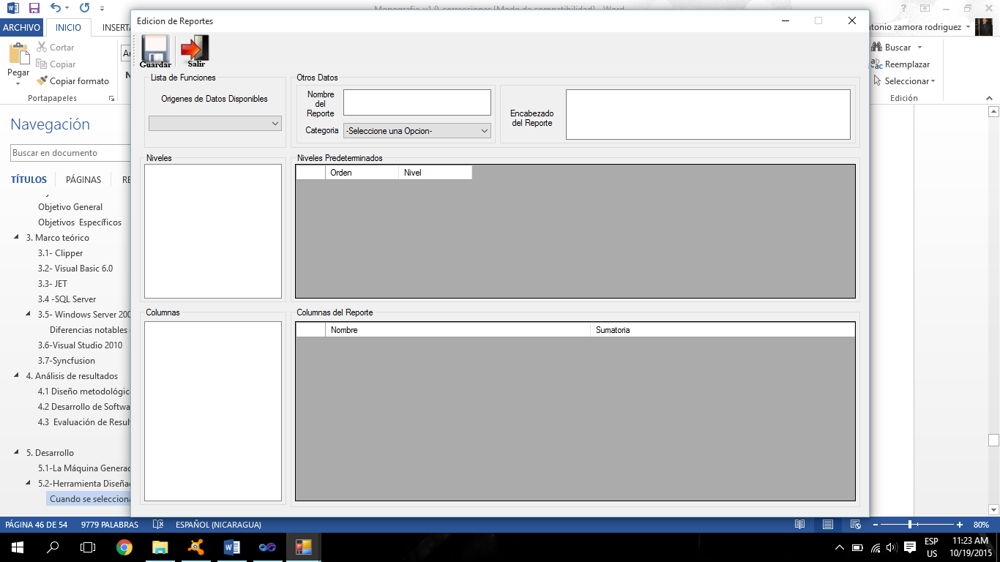 Monografia_v1.0_correcciones [Modo de compatibilidad] - Word
ARCHIVO
INICIO
INSERTA
antonio zamora rodriguez
Pegar
Cortar
Copiar
Copiar formato
Portapapeles
N
Buscar
Reemplazar
Seleccionar
Edición
Edicion de Reportes
Guardar
Salir
Lista de Funciones
Origenes de Datos Disponibles
Otros Datos
Nombre
del
Reporte
Categoria
-Seleccione una Opcion-
Encabezado
del Reporte
Niveles
Niveles Predeterminados
Orden
Nivel
Columnas
Columnas del Reporte
Nombre
Sumatoria
Navegación
Buscar en documento
TÍTULOS
PÁGINAS
RE
Objetivo General
Objetivos Específicos
3. Marco teórico
3.1- Clipper
3.2- Visual Basic 6.0
3.3- JET
3.4 -SQL Server
3.5- Windows Server 200
Diferencias notables
3.6-Visual Studio 2010
3.7-Syncfusion
4. Análisis de resultados
4.1 Diseño metodológic
4.2 Desarrollo de Softwa
4.3 Evaluación de Resul
5. Desarrollo
5.1-La Máquina Generad
5.2-Herramienta Diseñad
Cuando se selecciona
PÁGINA 46 DE 54
9779 PALABRAS
ESPAÑOL (NICARAGUA)
80%
ESP
US
11:23 AM
10/19/2015